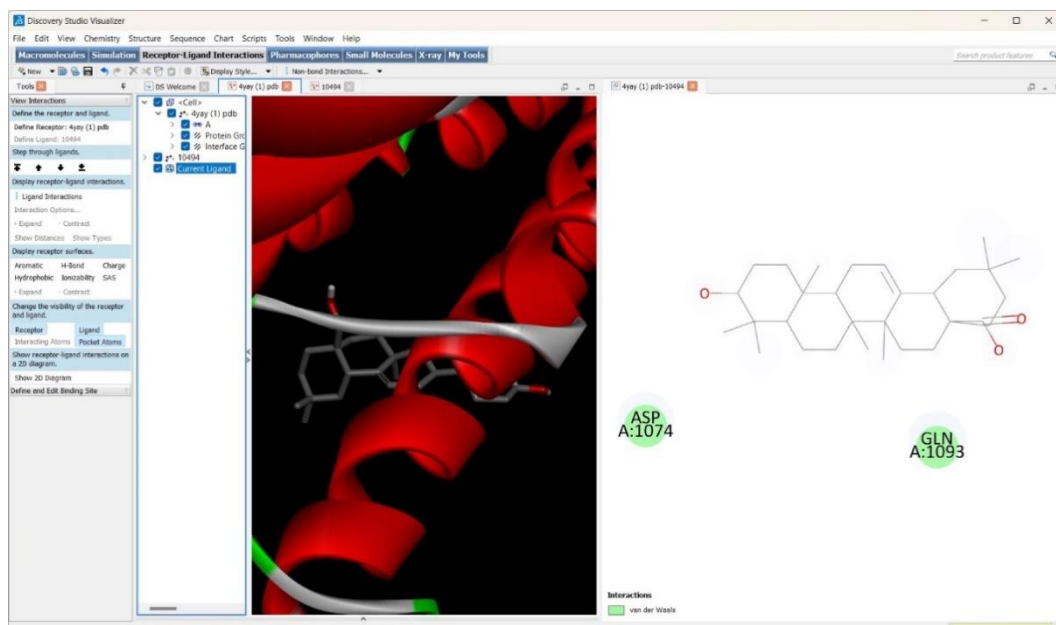 Discovery Studio Visualizer
File Edit View Chemistry Structure Sequence Chart Scripts Tools Window Help
Macromolecules Simulation Receptor-Ligand Interactions Pharmacophores Small Molecules X-ray My Tools
Search product features
New Display Style... Non-bond Interactions...
Tools
DS Welcome 4yay (1) pdb 10494 4yay (1) pdb-10494
View Interactions
Define the receptor and ligand.
Define Receptor: 4yay (1) pdb
Define Ligand: 10494
Step through ligands.
Display receptor-ligand interactions.
Ligand Interactions
Interaction Options...
+ Expand - Contract
Show Distances Show Types
Display receptor surfaces.
Aromatic H-Bond Charge
Hydrophobic Ionizability SAS
+ Expand - Contract
Change the visibility of the receptor and ligand.
Receptor Ligand
Interacting Atoms Pocket Atoms
Show receptor-ligand interactions on a 2D diagram.
Show 2D Diagram
Define and Edit Binding Site
<Cell>
4yay (1) pdb
A
Protein Grc
Interface G
10494
Current Ligand
O
O
O
ASP
A:1074
GLN
A:1093
Interactions
van der Waals